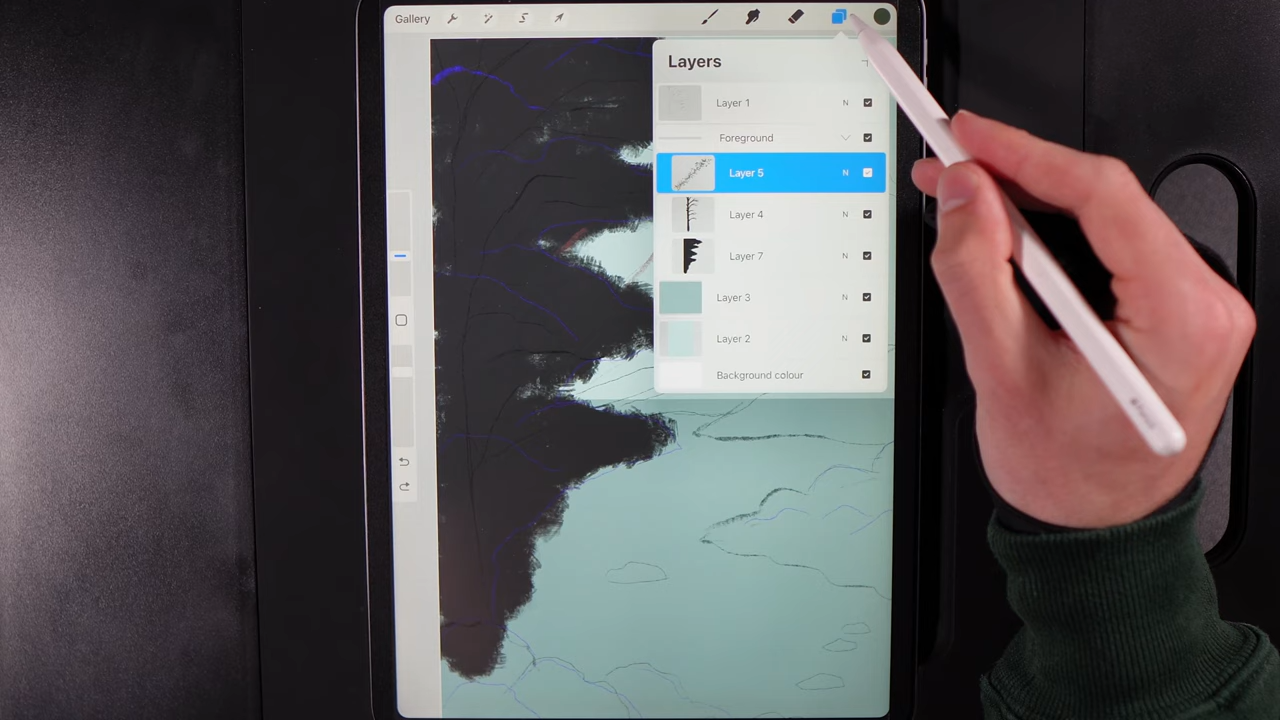 Gallery
Layers
Layer 1 N
Foreground
Layer 5 N
Layer 4 N
Layer 7 N
Layer 3 N
Layer 2 N
Background colour